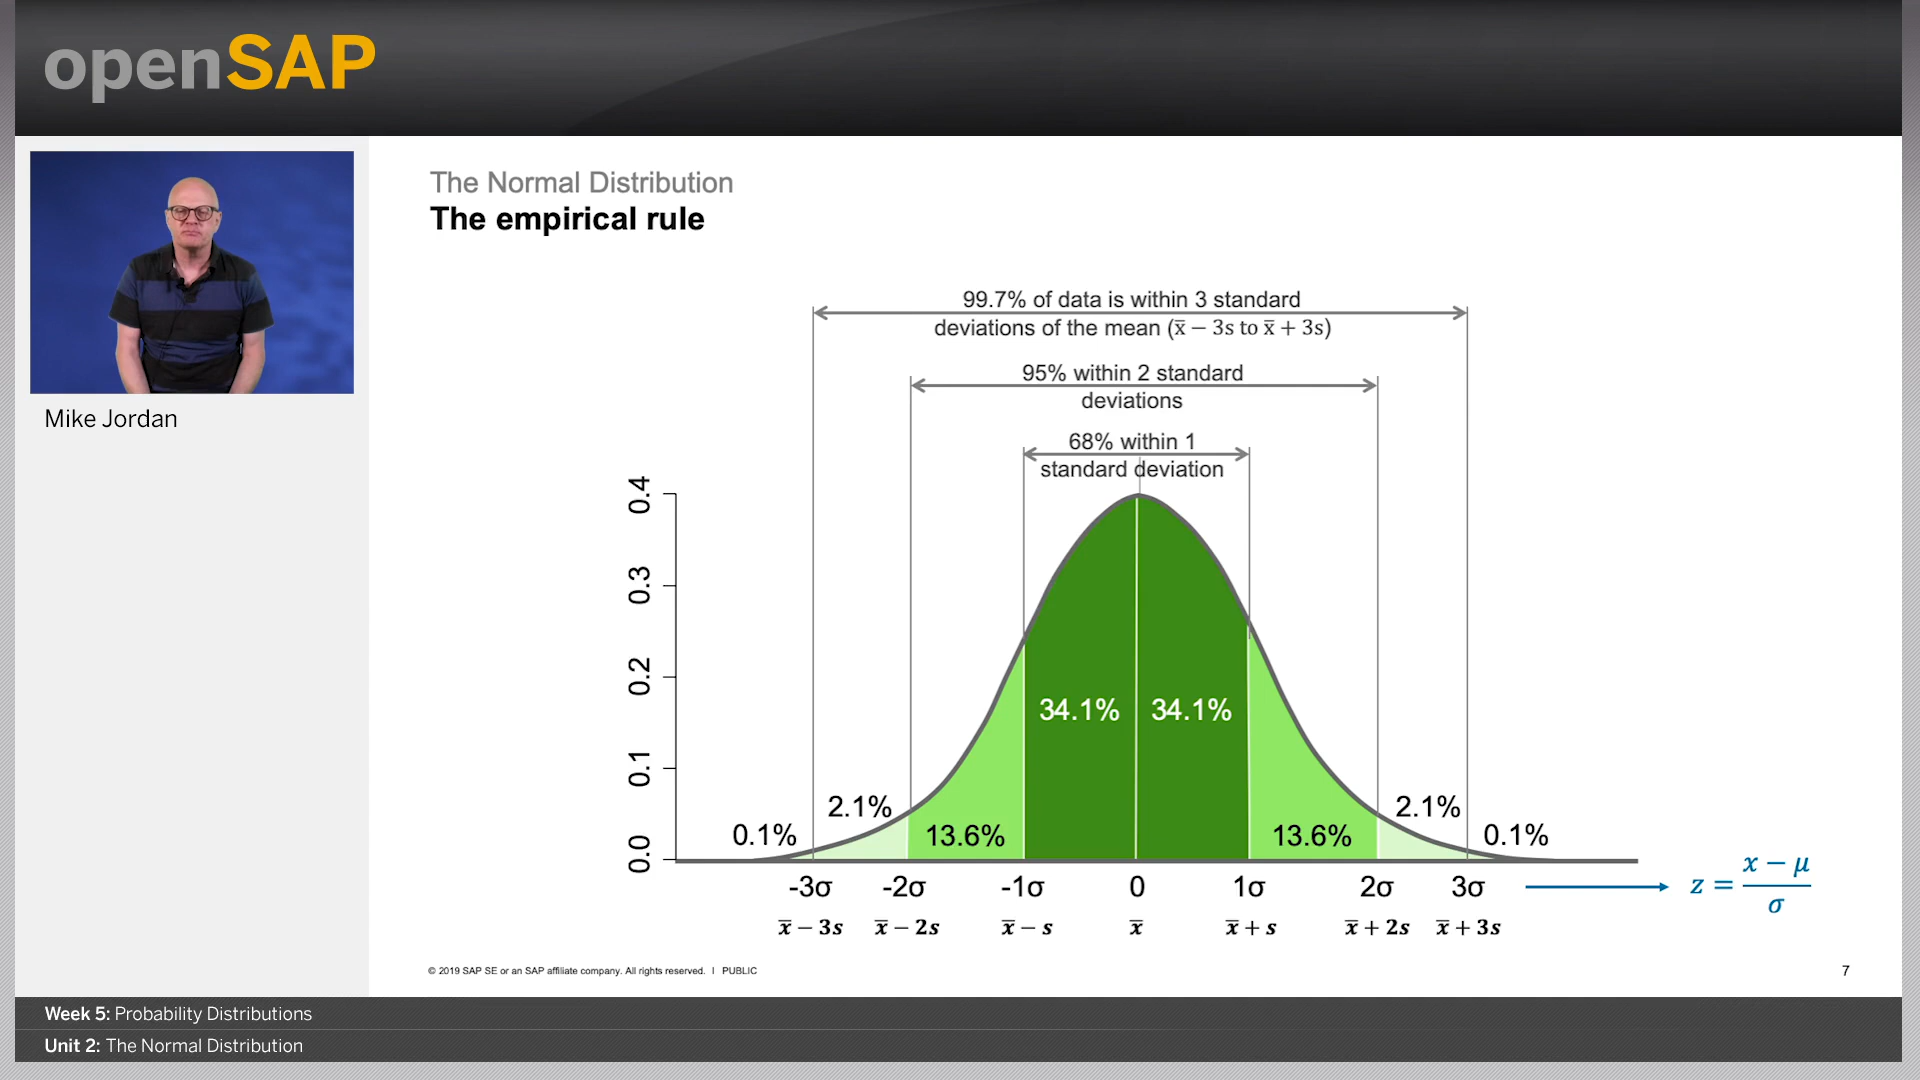 openSAP
Mike Jordan
The Normal Distribution
The empirical rule
99.7% of data is within 3 standard
deviations of the mean (x̅ − 3s to x̅ + 3s)
95% within 2 standard
deviations
68% within 1
standard deviation
0.4
0.3
0.2
0.1
0.0
34.1% 34.1%
2.1% 2.1%
0.1% 13.6% 13.6% 0.1%
-3σ -2σ -1σ 0 1σ 2σ 3σ
x̅ − 3s x̅ − 2s x̅ − s x̅ x̅ + s x̅ + 2s x̅ + 3s
z = x − μ
σ
© 2019 SAP SE or an SAP affiliate company. All rights reserved. ǀ PUBLIC
7
Week 5: Probability Distributions
Unit 2: The Normal Distribution